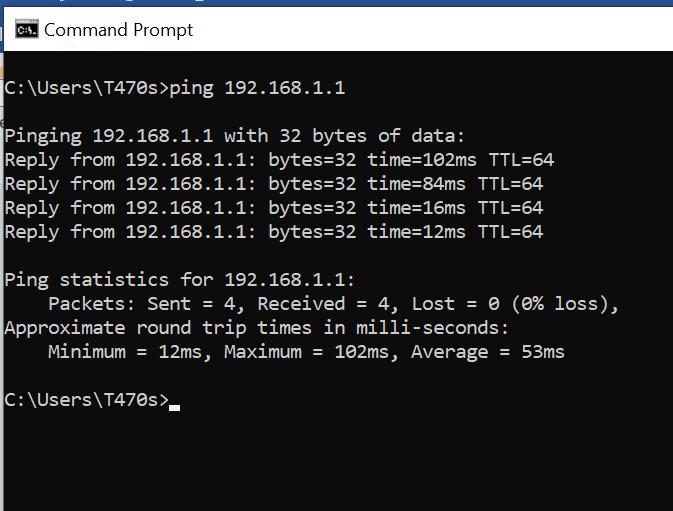 Command Prompt
C:\Users\T470s>ping 192.168.1.1
Pinging 192.168.1.1 with 32 bytes of data:
Reply from 192.168.1.1: bytes=32 time=102ms TTL=64
Reply from 192.168.1.1: bytes=32 time=84ms TTL=64
Reply from 192.168.1.1: bytes=32 time=16ms TTL=64
Reply from 192.168.1.1: bytes=32 time=12ms TTL=64
Ping statistics for 192.168.1.1:
    Packets: Sent = 4, Received = 4, Lost = 0 (0% loss),
Approximate round trip times in milli-seconds:
    Minimum = 12ms, Maximum = 102ms, Average = 53ms
C:\Users\T470s>